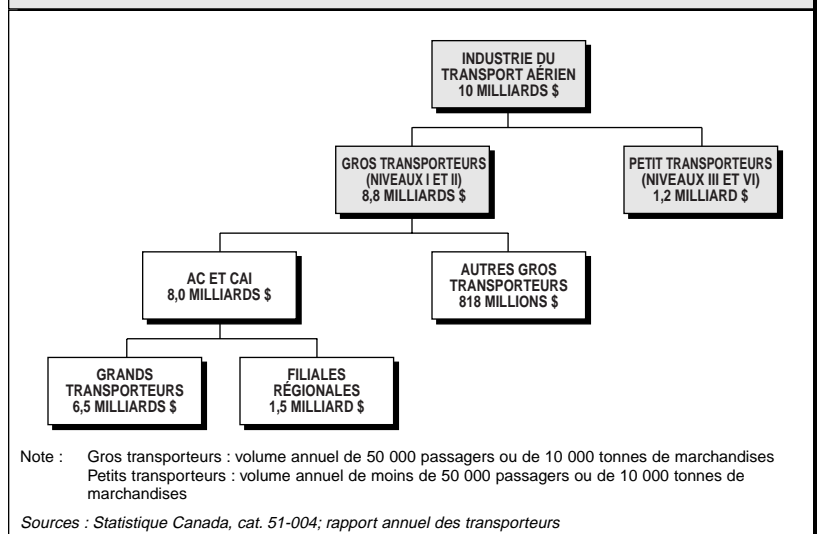 INDUSTRIE DU
TRANSPORT AÉRIEN
10 MILLIARDS $
GROS TRANSPORTEURS
(NIVEAUX I ET II)
8,8 MILLIARDS $
PETIT TRANSPORTEURS
(NIVEAUX III ET VI)
1,2 MILLIARD $
AC ET CAI
8,0 MILLIARDS $
AUTRES GROS
TRANSPORTEURS
818 MILLIONS $
GRANDS
TRANSPORTEURS
6,5 MILLIARDS $
FILIALES
RÉGIONALES
1,5 MILLIARD $
Note : Gros transporteurs : volume annuel de 50 000 passagers ou de 10 000 tonnes de marchandises
Petits transporteurs : volume annuel de moins de 50 000 passagers ou de 10 000 tonnes de
marchandises
Sources : Statistique Canada, cat. 51-004; rapport annuel des transporteurs